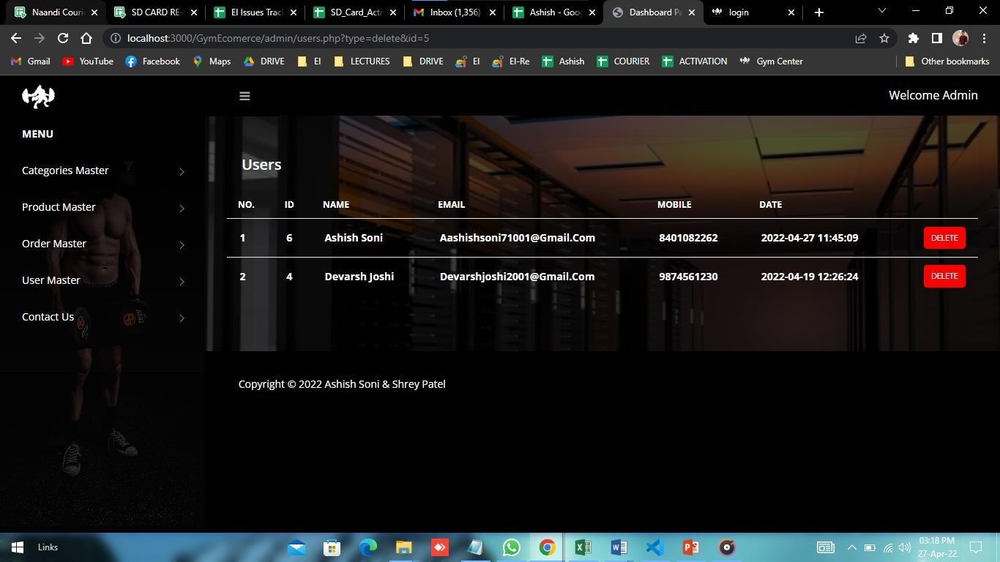 Naandi Couri
SD CARD RE-
EI Issues Trac
SD_Card_Acti
Inbox (1,356)
Ashish - Goog
Dashboard Pa
login
localhost:3000/GymEcomerce/admin/users.php?type=delete&id=5
Gmail YouTube Facebook Maps DRIVE EI LECTURES DRIVE EI EI-Re Ashish COURIER ACTIVATION Gym Center Other bookmarks
Welcome Admin
MENU
Categories Master
Product Master
Order Master
User Master
Contact Us
Users
NO. ID NAME EMAIL MOBILE DATE
1 6 Ashish Soni Aashishsoni71001@Gmail.Com 8401082262 2022-04-27 11:45:09 DELETE
2 4 Devarsh Joshi Devarshjoshi2001@Gmail.Com 9874561230 2022-04-19 12:26:24 DELETE
Copyright © 2022 Ashish Soni & Shrey Patel
Links
03:18 PM
27-Apr-22